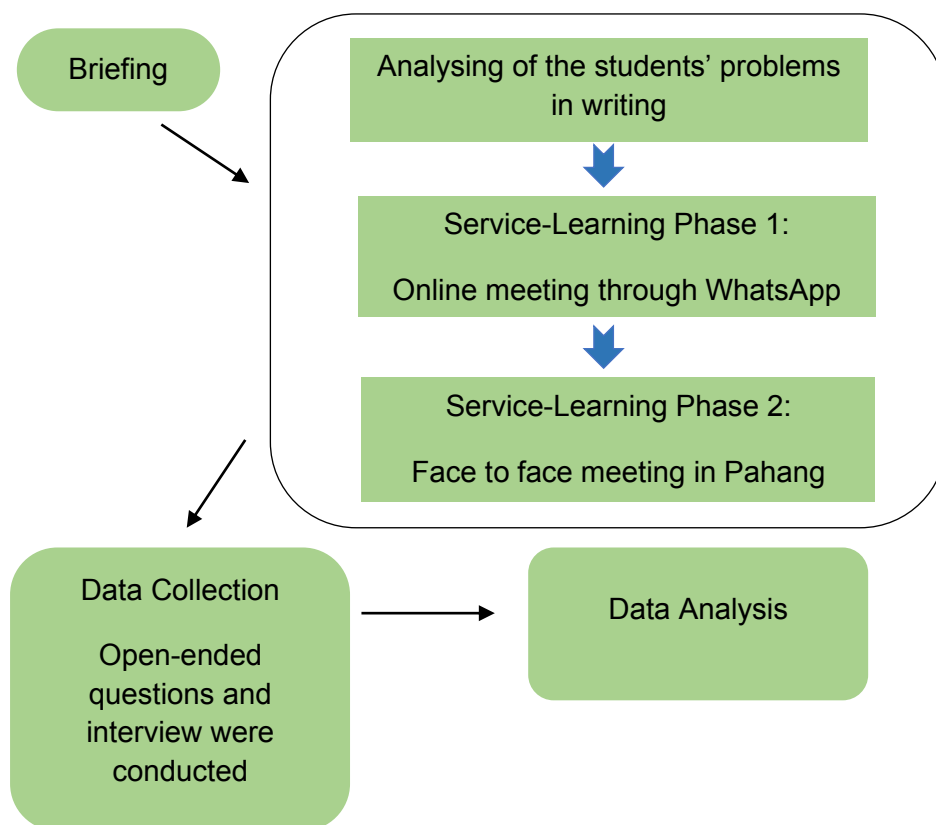 Briefing
Analysing of the students’ problems
in writing
Service-Learning Phase 1:
Online meeting through WhatsApp
Service-Learning Phase 2:
Face to face meeting in Pahang
Data Collection
Open-ended
questions and
interview were
conducted
Data Analysis